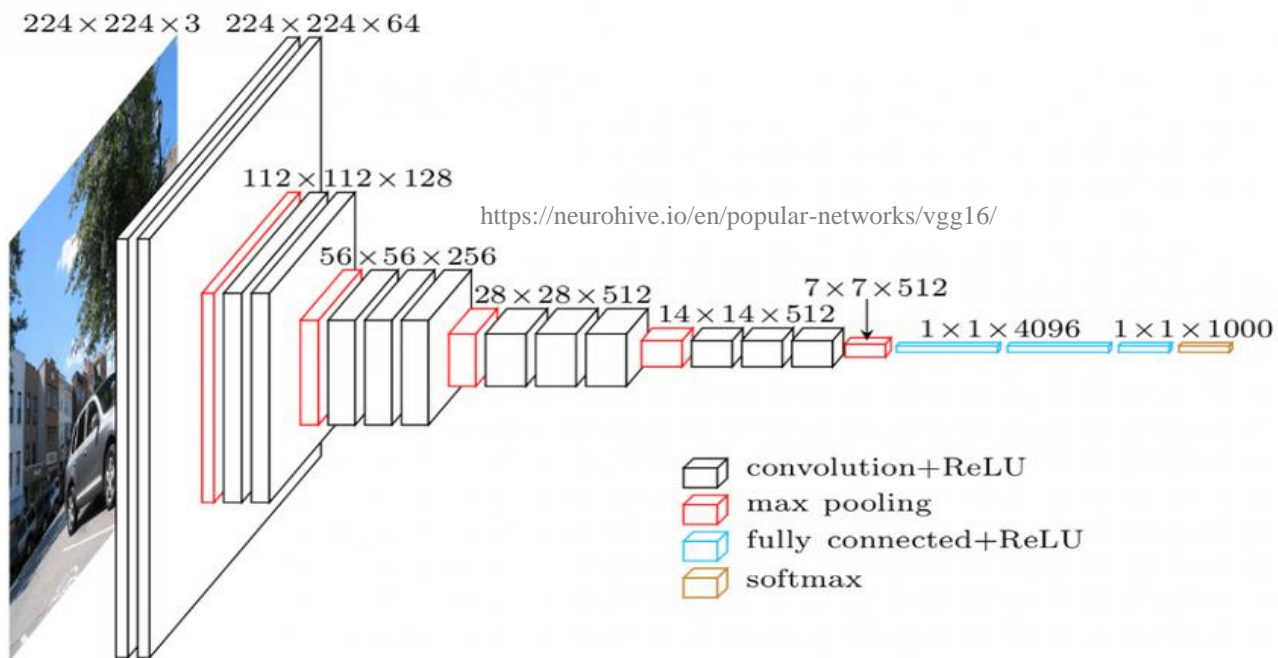 224 × 224 × 3
224 × 224 × 64
112 × 112 × 128
https://neurohive.io/en/popular-networks/vgg16/
56 × 56 × 256
28 × 28 × 512
7 × 7 × 512
14 × 14 × 512
1 × 1 × 4096
1 × 1 × 1000
convolution+ReLU
max pooling
fully connected+ReLU
softmax